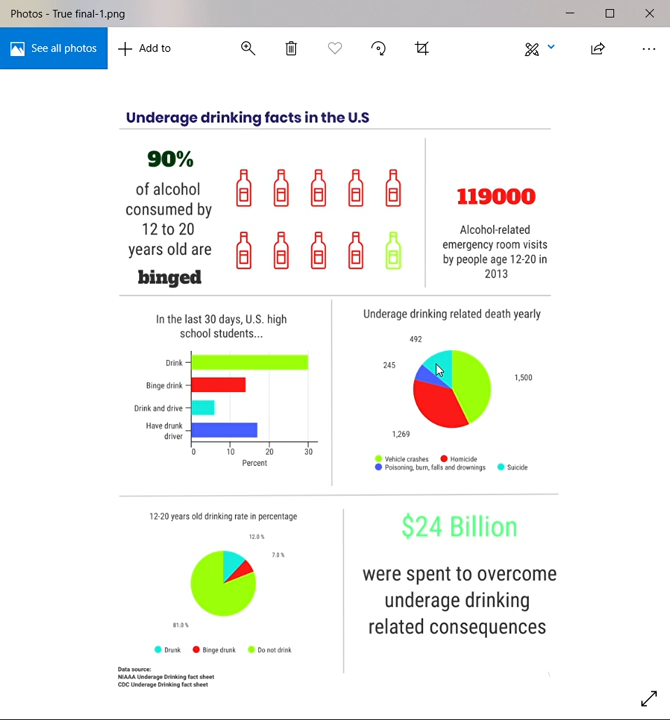 Photos - True final-1.png
See all photos
Add to
Underage drinking facts in the U.S
90%
of alcohol
consumed by
12 to 20
years old are
binged
119000
Alcohol-related
emergency room visits
by people age 12-20 in
2013
In the last 30 days, U.S. high
school students...
Drink
Binge drink
Drink and drive
Have drunk
driver
0 10 20 30
Percent
Underage drinking related death yearly
492
245
1,500
1,269
Vehicle crashes Homicide
Poisoning, burn, falls and drownings Suicide
12-20 years old drinking rate in percentage
12.0 %
7.0 %
81.0 %
Drunk Binge drunk Do not drink
$24 Billion
were spent to overcome
underage drinking
related consequences
Data source:
NIAAA Underage Drinking fact sheet
CDC Underage Drinking fact sheet